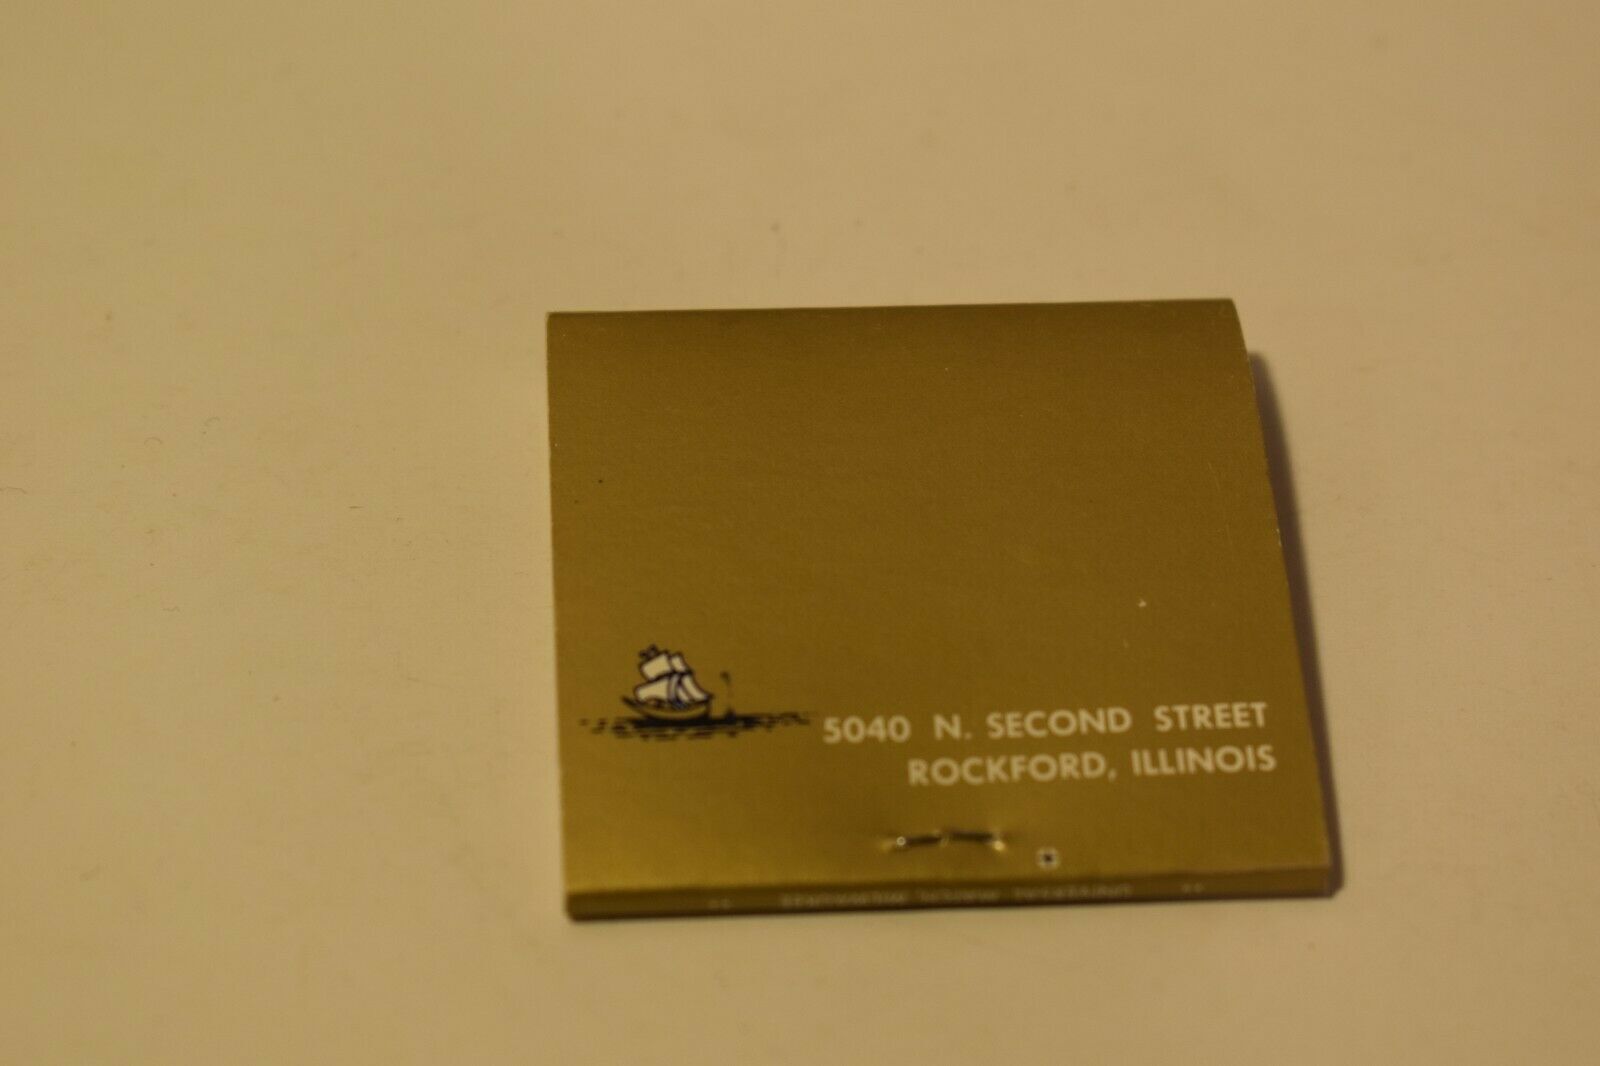 5040 N. SECOND STREET
ROCKFORD, ILLINOIS